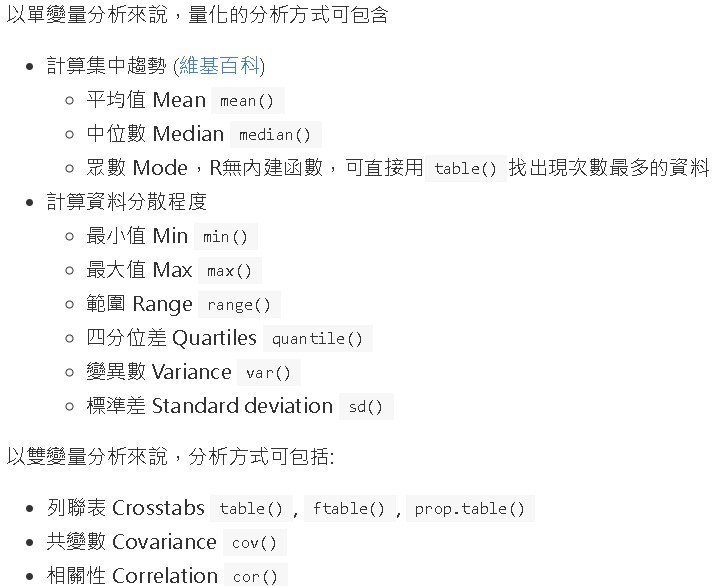 以單變量分析來說，量化的分析方式可包含
計算集中趨勢 (維基百科)
平均值 Mean mean()
中位數 Median median()
眾數 Mode，R無內建函數，可直接用 table() 找出現次數最多的資料
計算資料分散程度
最小值 Min min()
最大值 Max max()
範圍 Range range()
四分位差 Quartiles quantile()
變異數 Variance var()
標準差 Standard deviation sd()
以雙變量分析來說，分析方式可包括:
列聯表 Crosstabs table() , ftable() , prop.table()
共變數 Covariance cov()
相關性 Correlation cor()